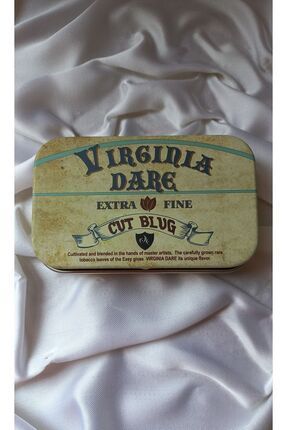 VIRGINIA
DARE
EXTRA FINE
CUT BLUG
Cultivated and blended in the hands of master artists. The carefully grown rare
tobacco leaves of the Easy gloss. VIRGINIA DARE its unique flavor.